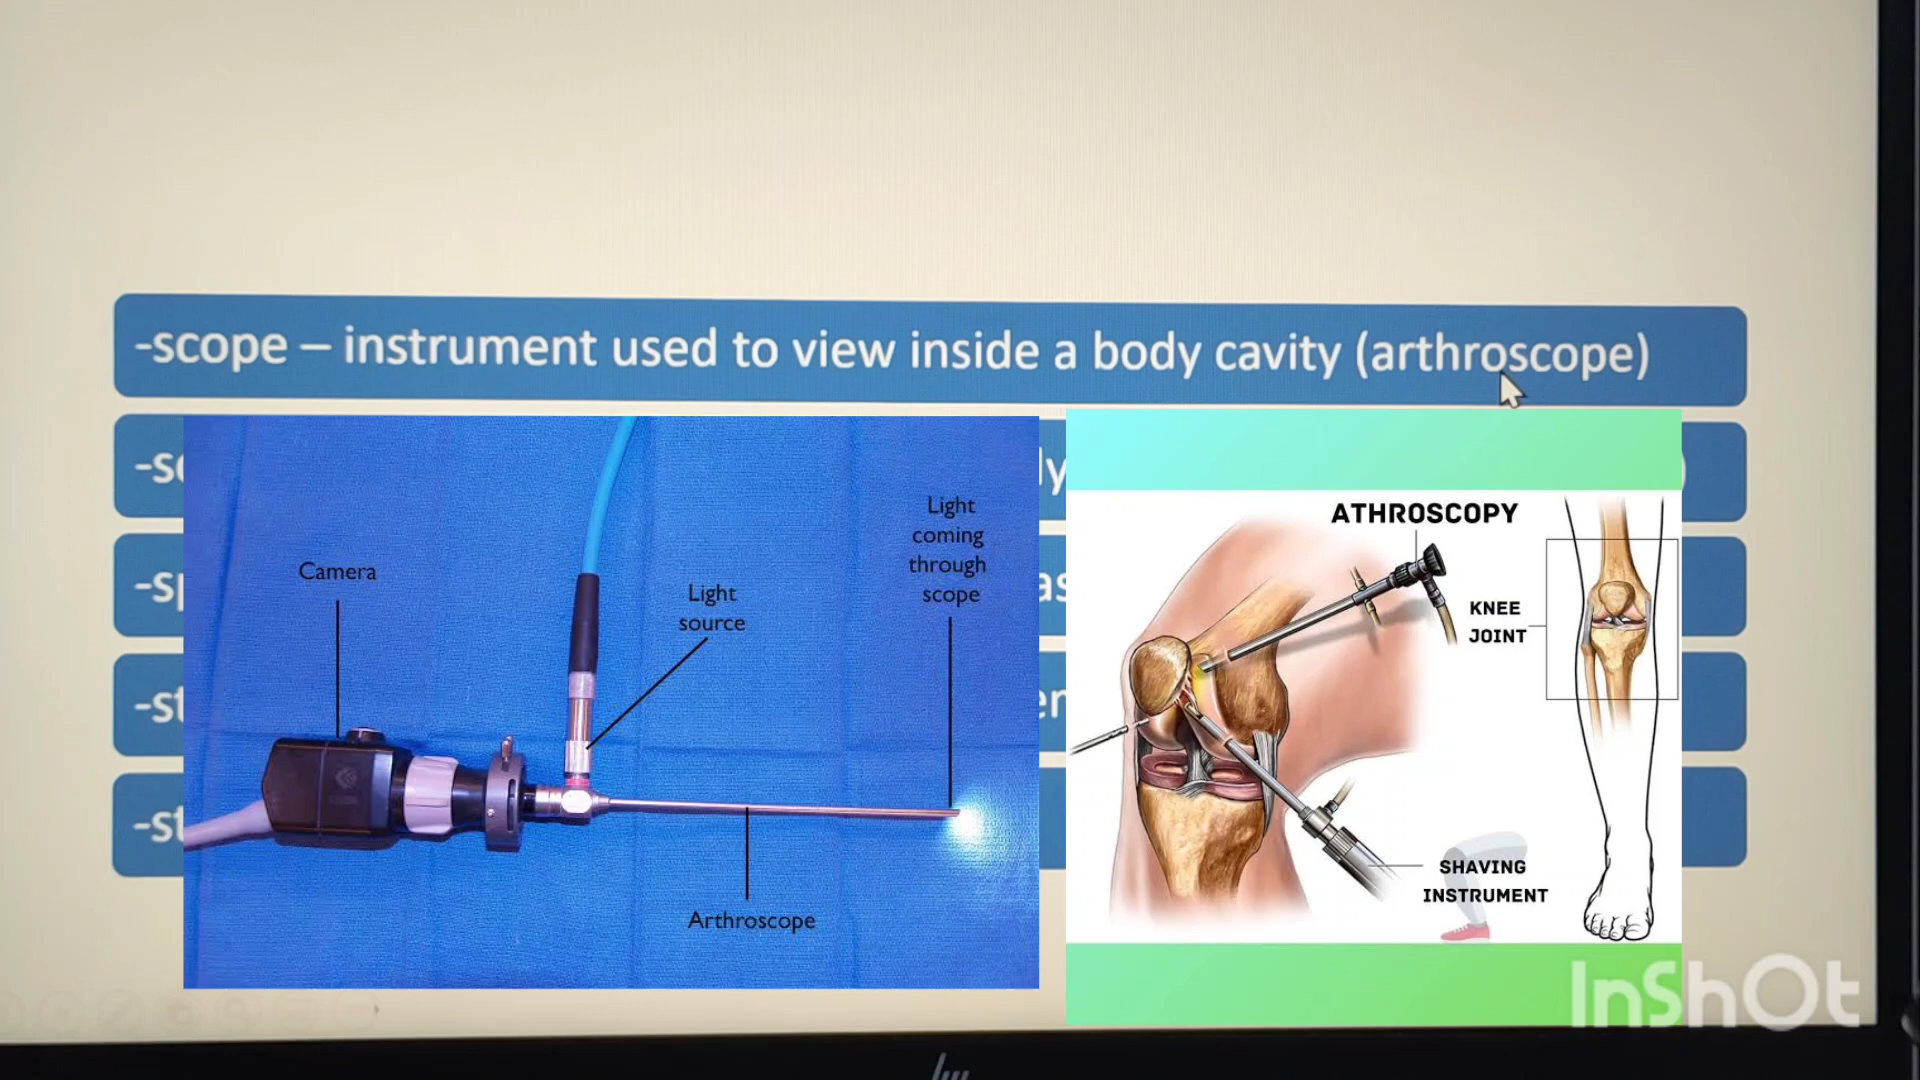 -scope – instrument used to view inside a body cavity (arthroscope)
Camera
Light
source
Light
coming
through
scope
Arthroscope
ATHROSCOPY
KNEE
JOINT
SHAVING
INSTRUMENT
InShOt
hp